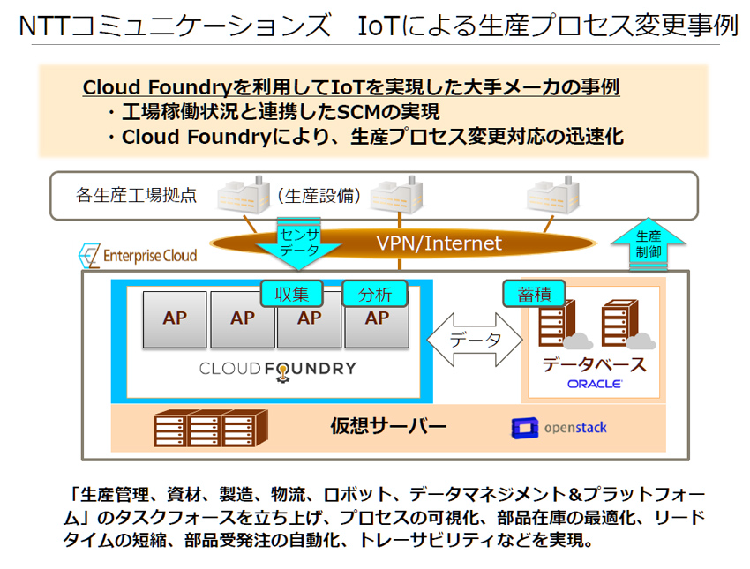 NTTコミュニケーションズ　IoTによる生産プロセス変更事例
Cloud Foundryを利用してIoTを実現した大手メーカの事例
・工場稼働状況と連携したSCMの実現
・Cloud Foundryにより、生産プロセス変更対応の迅速化
各生産工場拠点
（生産設備）
センサ
データ
VPN/Internet
生産
制御
Enterprise Cloud
収集
分析
蓄積
AP
AP
AP
AP
CLOUD FOUNDRY
データ
データベース
ORACLE
仮想サーバー
openstack
「生産管理、資材、製造、物流、ロボット、データマネジメント&プラットフォー
ム」のタスクフォースを立ち上げ、プロセスの可視化、部品在庫の最適化、リード
タイムの短縮、部品受発注の自動化、トレーサビリティなどを実現。